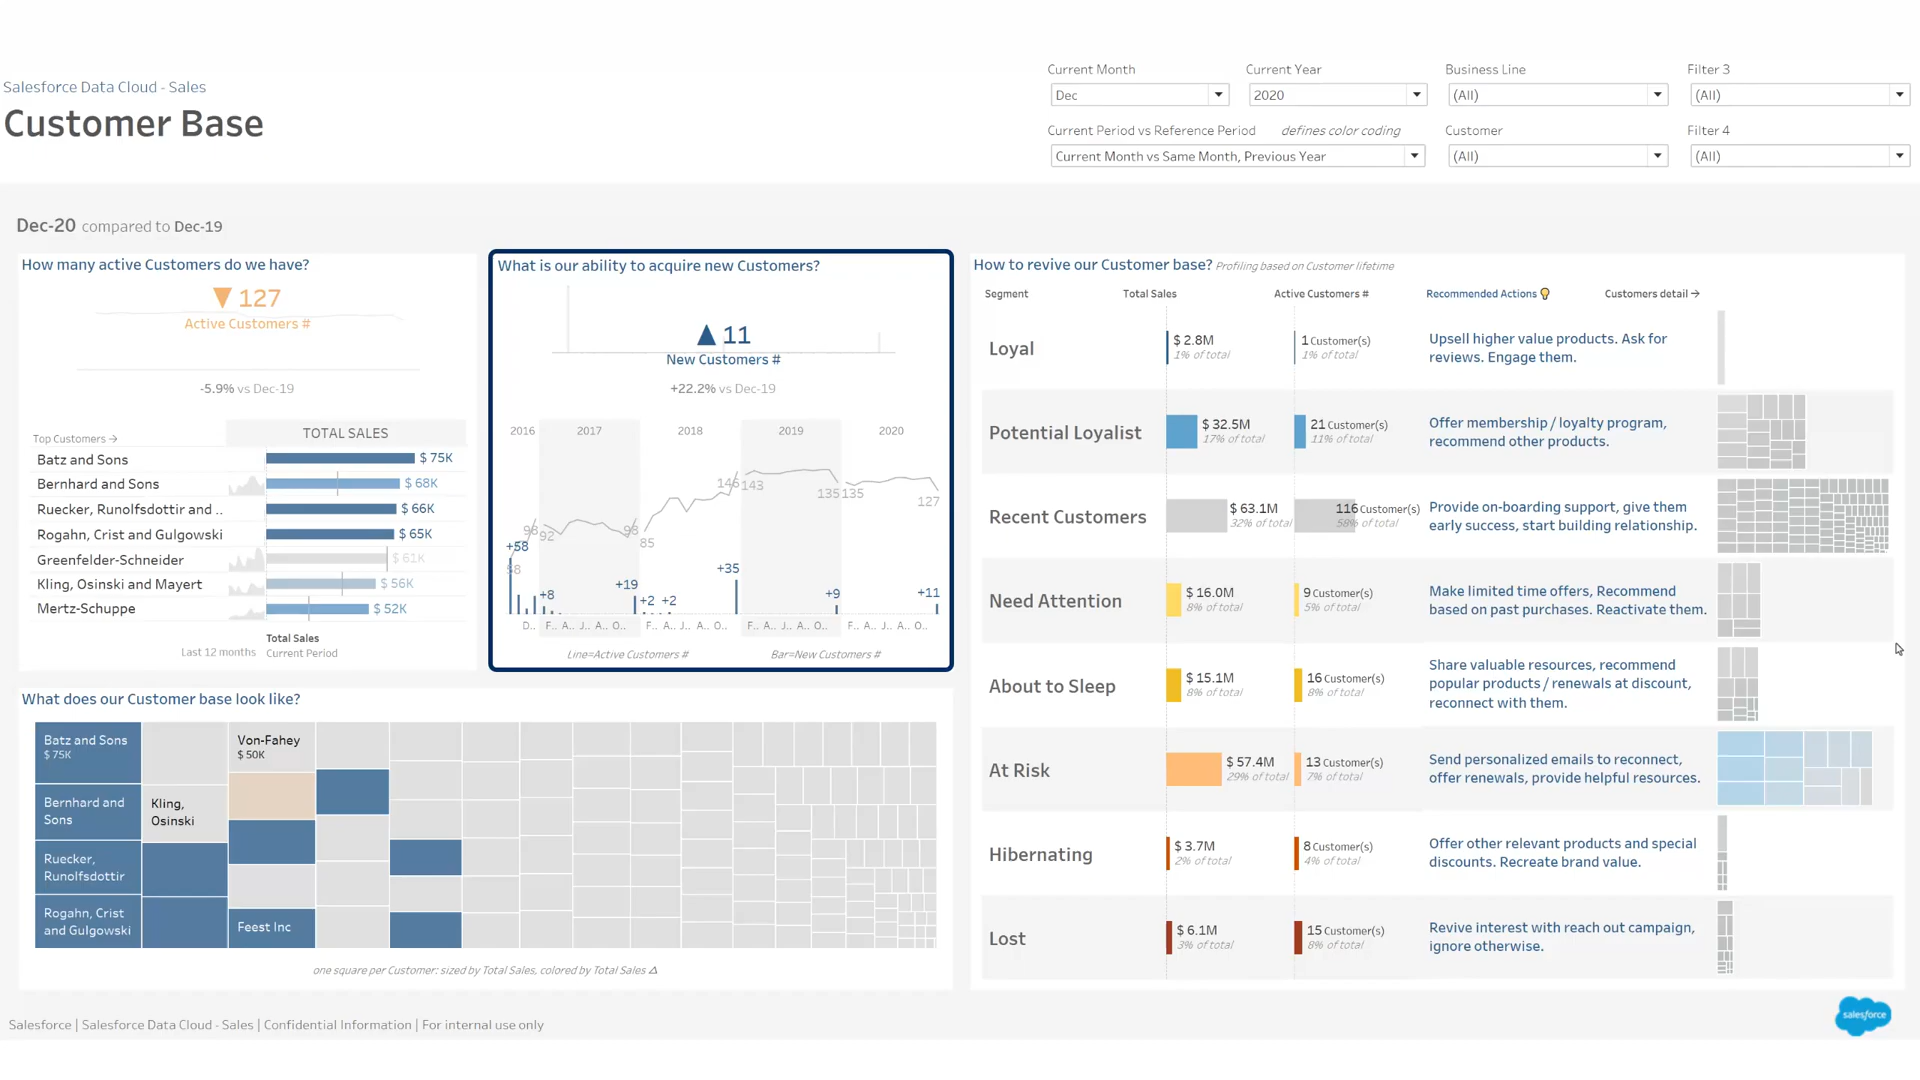 Salesforce Data Cloud - Sales
Customer Base
Current Month
Dec
Current Year
2020
Business Line
(All)
Filter 3
(All)
Current Period vs Reference Period defines color coding
Current Month vs Same Month, Previous Year
Customer
(All)
Filter 4
(All)
Dec-20 compared to Dec-19
How many active Customers do we have?
▼ 127
Active Customers #
-5.9% vs Dec-19
Top Customers →
TOTAL SALES
Batz and Sons $ 75K
Bernhard and Sons $ 68K
Ruecker, Runolfsdottir and .. $ 66K
Rogahn, Crist and Gulgowski $ 65K
Greenfelder-Schneider $ 61K
Kling, Osinski and Mayert $ 56K
Mertz-Schuppe $ 52K
Last 12 months
Total Sales
Current Period
What is our ability to acquire new Customers?
▲ 11
New Customers #
+22.2% vs Dec-19
2016 2017 2018 2019 2020
146 143 135 135 127
98 92 98 85
+58 58 +8 +19 +2 +2 +35 +9 +11
D.. F.. A.. J.. A.. O.. F.. A.. J.. A.. O.. F.. A.. J.. A.. O.. F.. A.. J.. A.. O..
Line=Active Customers # Bar=New Customers #
What does our Customer base look like?
Batz and Sons
$ 75K
Bernhard and
Sons
Ruecker,
Runolfsdottir
Rogahn, Crist
and Gulgowski
Kling,
Osinski
Von-Fahey
$ 50K
Feest Inc
one square per Customer: sized by Total Sales, colored by Total Sales Δ
How to revive our Customer base? Profiling based on Customer lifetime
Segment Total Sales Active Customers # Recommended Actions Customers detail →
Loyal
$ 2.8M
1% of total
1 Customer(s)
1% of total
Upsell higher value products. Ask for
reviews. Engage them.
Potential Loyalist
$ 32.5M
17% of total
21 Customer(s)
11% of total
Offer membership / loyalty program,
recommend other products.
Recent Customers
$ 63.1M
32% of total
116 Customer(s)
58% of total
Provide on-boarding support, give them
early success, start building relationship.
Need Attention
$ 16.0M
8% of total
9 Customer(s)
5% of total
Make limited time offers, Recommend
based on past purchases. Reactivate them.
About to Sleep
$ 15.1M
8% of total
16 Customer(s)
8% of total
Share valuable resources, recommend
popular products / renewals at discount,
reconnect with them.
At Risk
$ 57.4M
29% of total
13 Customer(s)
7% of total
Send personalized emails to reconnect,
offer renewals, provide helpful resources.
Hibernating
$ 3.7M
2% of total
8 Customer(s)
4% of total
Offer other relevant products and special
discounts. Recreate brand value.
Lost
$ 6.1M
3% of total
15 Customer(s)
8% of total
Revive interest with reach out campaign,
ignore otherwise.
Salesforce | Salesforce Data Cloud - Sales | Confidential Information | For internal use only
salesforce